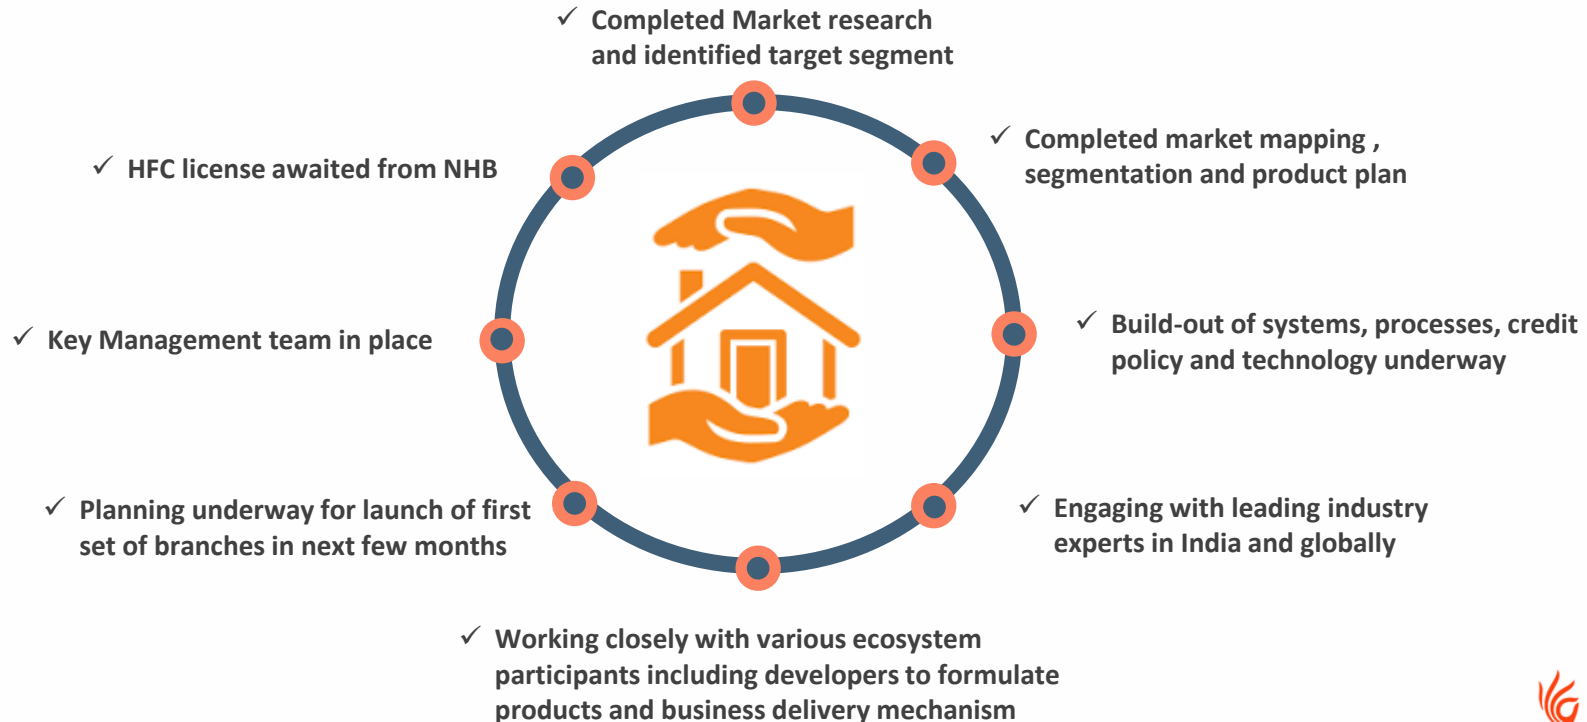 ✓ Completed Market research
and identified target segment
✓ Completed market mapping ,
segmentation and product plan
✓ Build-out of systems, processes, credit
policy and technology underway
✓ Engaging with leading industry
experts in India and globally
✓ Working closely with various ecosystem
participants including developers to formulate
products and business delivery mechanism
✓ Planning underway for launch of first
set of branches in next few months
✓ Key Management team in place
✓ HFC license awaited from NHB